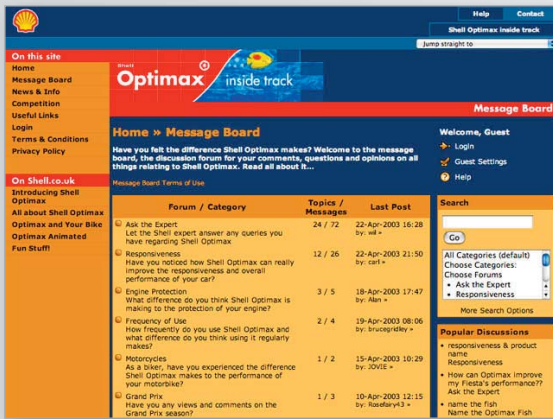 Help
Contact
Shell Optimax inside track
Jump straight to
On this site
Home
Message Board
News & Info
Competition
Useful Links
Login
Terms & Conditions
Privacy Policy
On Shell.co.uk
Introducing Shell
Optimax
All about Shell Optimax
Optimax and Your Bike
Optimax Animated
Fun Stuff!
Shell
Optimax
inside track
Message Board
Home » Message Board
Have you felt the difference Shell Optimax makes? Welcome to the message
board, the discussion forum for your comments, questions and opinions on all
things relating to Shell Optimax. Read all about it...
Message Board Terms of Use
Forum / Category
Topics /
Messages
Last Post
Ask the Expert
Let the Shell expert answer any queries you
have regarding Shell Optimax
24 / 72
22-Apr-2003 16:28
by: wil »
Responsiveness
Have you noticed how Shell Optimax can really
improve the responsiveness and overall
performance of your car?
12 / 26
22-Apr-2003 21:50
by: carl »
Engine Protection
What difference do you think Shell Optimax is
making to the protection of your engine?
3 / 5
18-Apr-2003 17:47
by: Alan »
Frequency of Use
How frequently do you use Shell Optimax and
what difference do you think using it regularly
makes?
2 / 4
19-Apr-2003 08:06
by: brucegridley »
Motorcycles
As a biker, have you experienced the difference
Shell Optimax makes to the performance of
your motorbike?
1 / 2
15-Apr-2003 10:29
by: JOVIE »
Grand Prix
Have you any views and comments on the
Grand Prix season?
1 / 3
10-Apr-2003 12:15
by: Rosefairy43 »
Welcome, Guest
Login
Guest Settings
Help
Search
Go
All Categories (default)
Choose Categories:
Choose Forums
• Ask the Expert
• Responsiveness
More Search Options
Popular Discussions
• responsiveness & product
name
Responsiveness
• How can Optimax improve
my Fiesta's performance??
Ask the Expert
• name the fish
Name the Optimax Fish